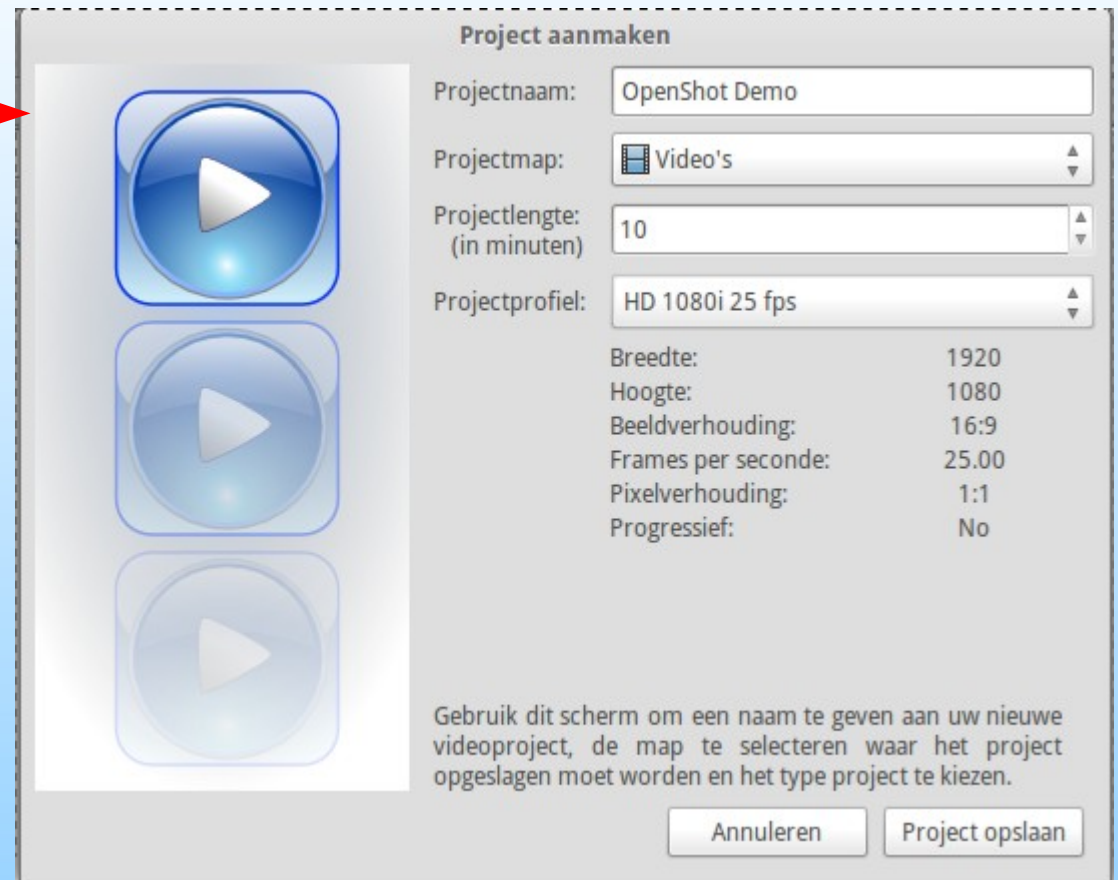 Project aanmaken
Projectnaam: OpenShot Demo
Projectmap: Video's
Projectlengte:
(in minuten) 10
Projectprofiel: HD 1080i 25 fps
Breedte: 1920
Hoogte: 1080
Beeldverhouding: 16:9
Frames per seconde: 25.00
Pixelverhouding: 1:1
Progressief: No
Gebruik dit scherm om een naam te geven aan uw nieuwe
videoproject, de map te selecteren waar het project
opgeslagen moet worden en het type project te kiezen.
Annuleren Project opslaan